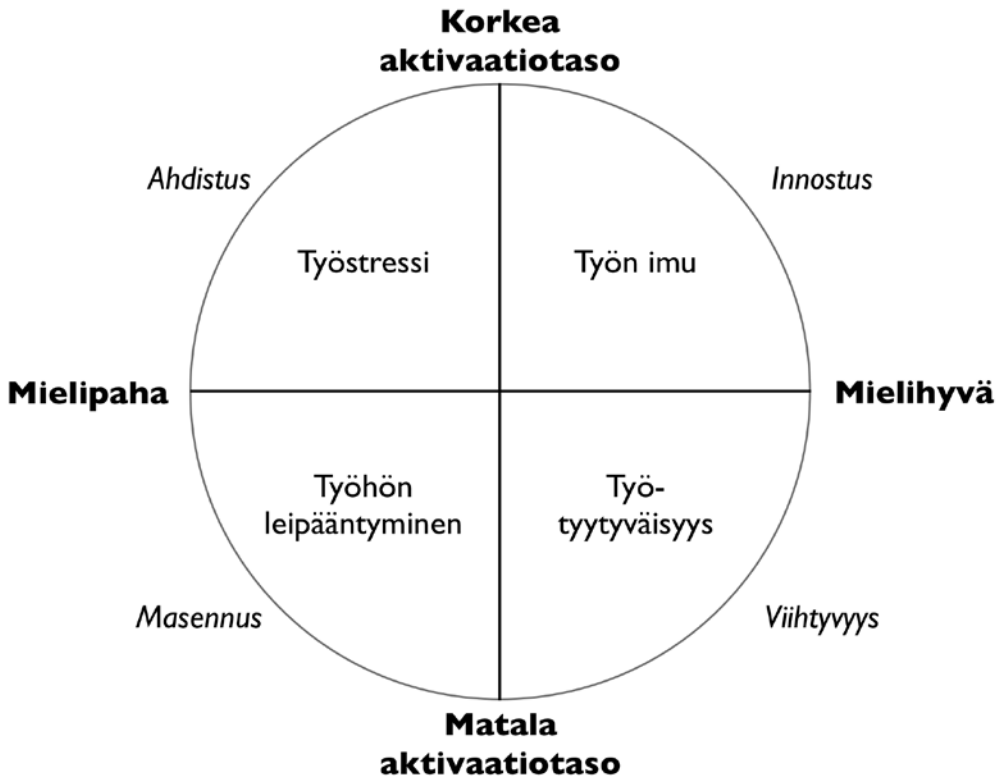 Korkea
aktivaatiotaso
Ahdistus
Innostus
Työstressi
Työn imu
Mielipaha
Mielihyvä
Työhön
leipääntyminen
Työ-
tyytyväisyys
Masennus
Viihtyvyys
Matala
aktivaatiotaso